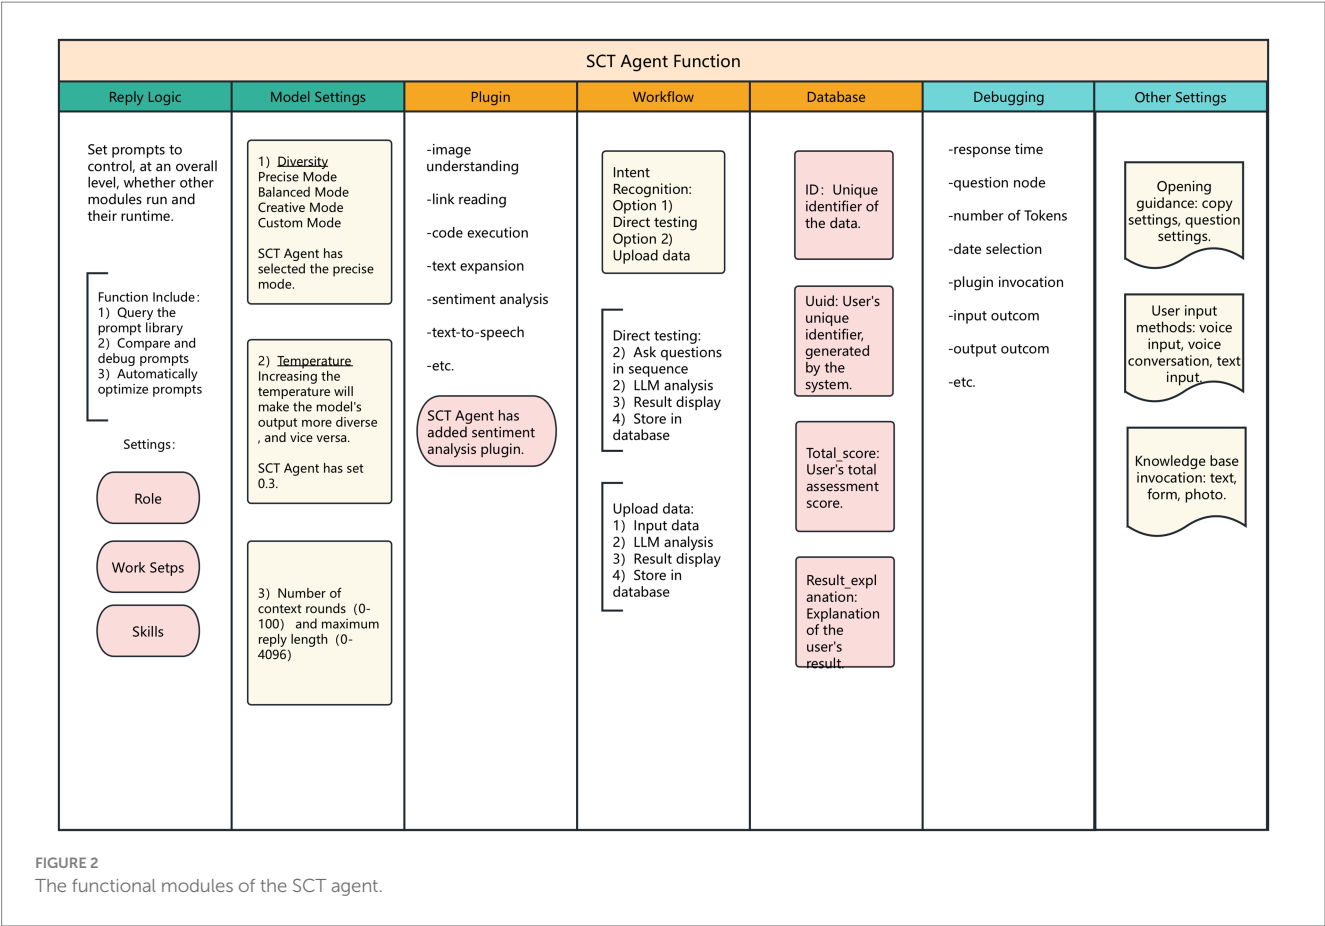 SCT Agent Function
Reply Logic
Model Settings
Plugin
Workflow
Database
Debugging
Other Settings
Set prompts to
control, at an overall
level, whether other
modules run and
their runtime.
Function Include:
1) Query the
prompt library
2) Compare and
debug prompts
3) Automatically
optimize prompts
Settings:
Role
Work Setps
Skills
1) Diversity
Precise Mode
Balanced Mode
Creative Mode
Custom Mode
SCT Agent has
selected the precise
mode.
2) Temperature
Increasing the
temperature will
make the model's
output more diverse
, and vice versa.
SCT Agent has set
0.3.
3) Number of
context rounds (0-
100) and maximum
reply length (0-
4096)
-image
understanding
-link reading
-code execution
-text expansion
-sentiment analysis
-text-to-speech
-etc.
SCT Agent has
added sentiment
analysis plugin.
Intent
Recognition:
Option 1)
Direct testing
Option 2)
Upload data
Direct testing:
2) Ask questions
in sequence
2) LLM analysis
3) Result display
4) Store in
database
Upload data:
1) Input data
2) LLM analysis
3) Result display
4) Store in
database
ID: Unique
identifier of
the data.
Uuid: User's
unique
identifier,
generated
by the
system.
Total_score:
User's total
assessment
score.
Result_expl
anation:
Explanation
of the
user's
result.
-response time
-question node
-number of Tokens
-date selection
-plugin invocation
-input outcom
-output outcom
-etc.
Opening
guidance: copy
settings, question
settings.
User input
methods: voice
input, voice
conversation, text
input.
Knowledge base
invocation: text,
form, photo.
FIGURE 2
The functional modules of the SCT agent.